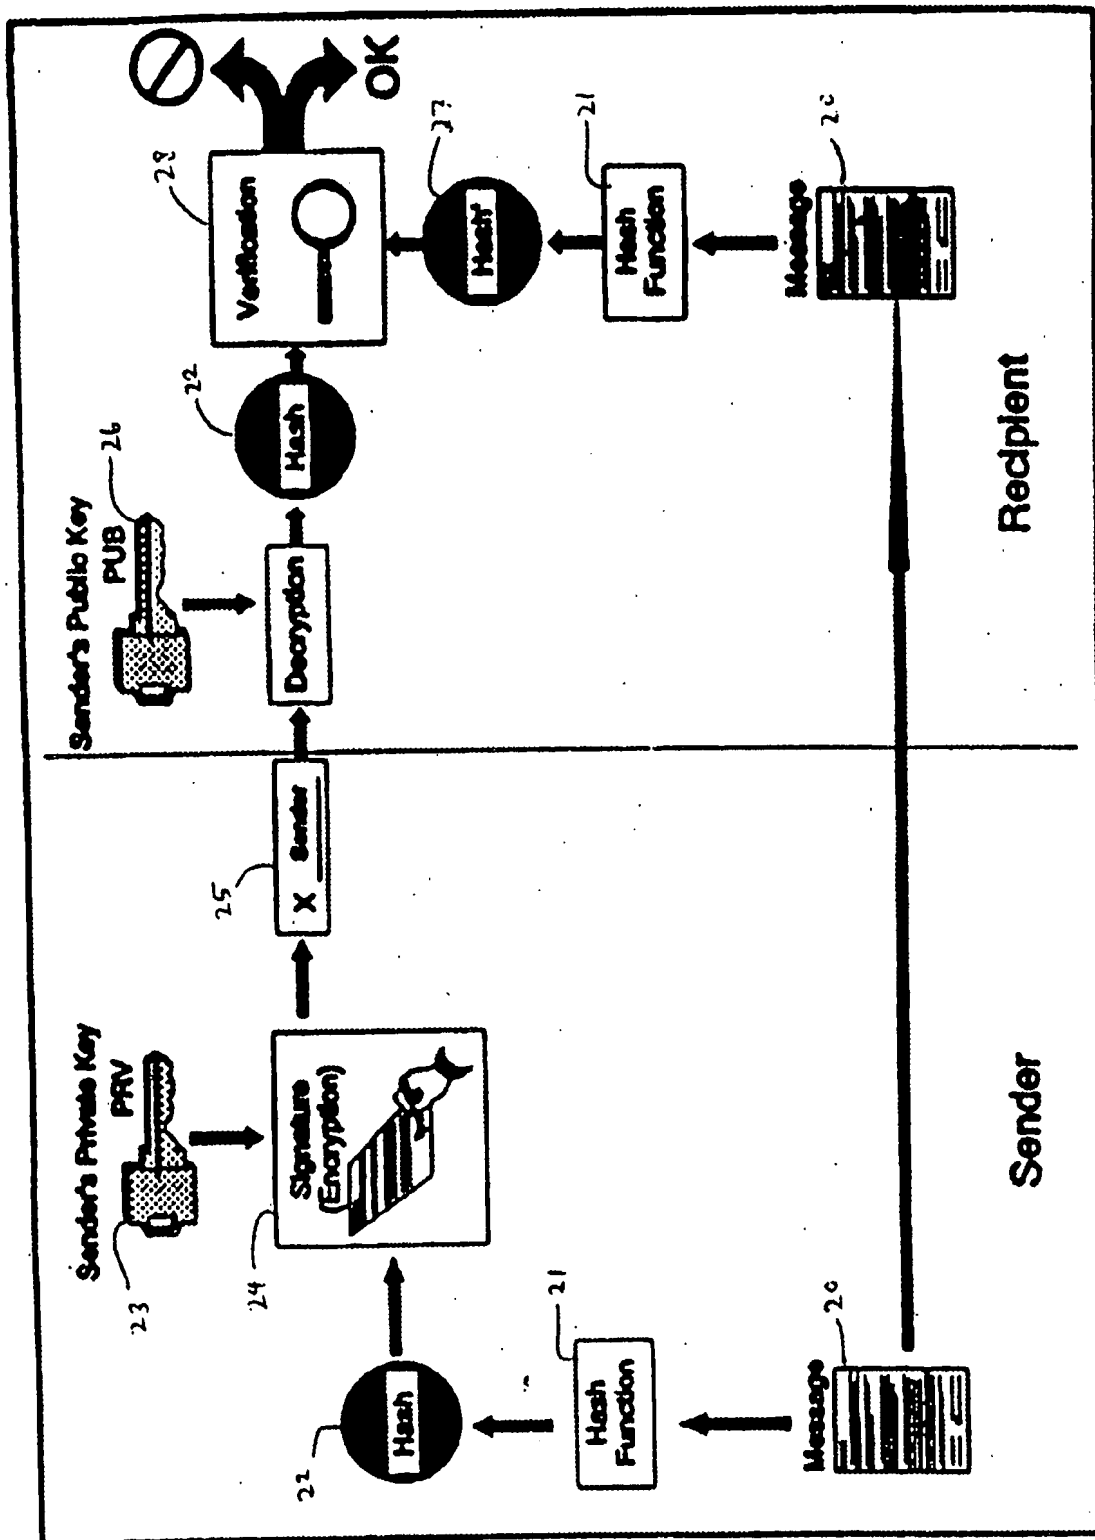 Sender's Private Key
PRV
23
Signature
(Encryption)
24
22
Hash
21
Hash
Function
Message
20
Sender
25
X Sender
Sender's Public Key
PUB
26
Decryption
22
Hash
Verification
28
OK
27
Hash'
21
Hash
Function
Message
20
Recipient